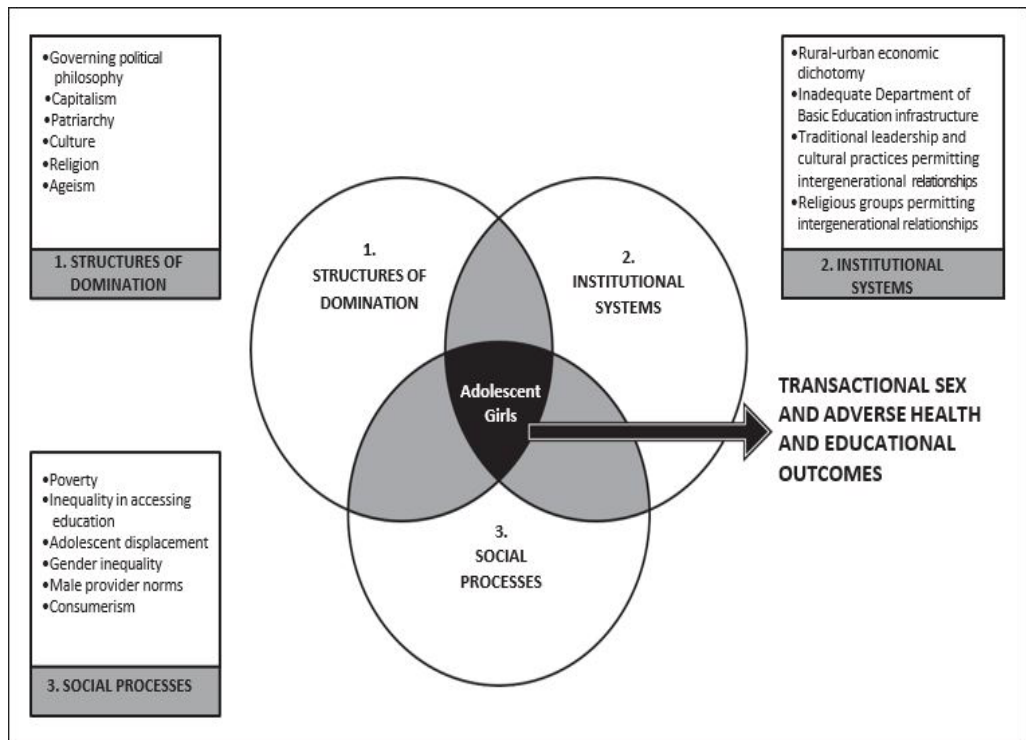 •Governing political
philosophy
•Capitalism
•Patriarchy
•Culture
•Religion
•Ageism
1. STRUCTURES OF
DOMINATION
•Rural-urban economic
dichotomy
•Inadequate Department of
Basic Education infrastructure
•Traditional leadership and
cultural practices permitting
intergenerational relationships
•Religious groups permitting
intergenerational relationships
2. INSTITUTIONAL
SYSTEMS
1.
STRUCTURES OF
DOMINATION
2.
INSTITUTIONAL
SYSTEMS
Adolescent
Girls
TRANSACTIONAL SEX
AND ADVERSE HEALTH
AND EDUCATIONAL
OUTCOMES
•Poverty
•Inequality in accessing
education
•Adolescent displacement
•Gender inequality
•Male provider norms
•Consumerism
3. SOCIAL PROCESSES
3.
SOCIAL
PROCESSES